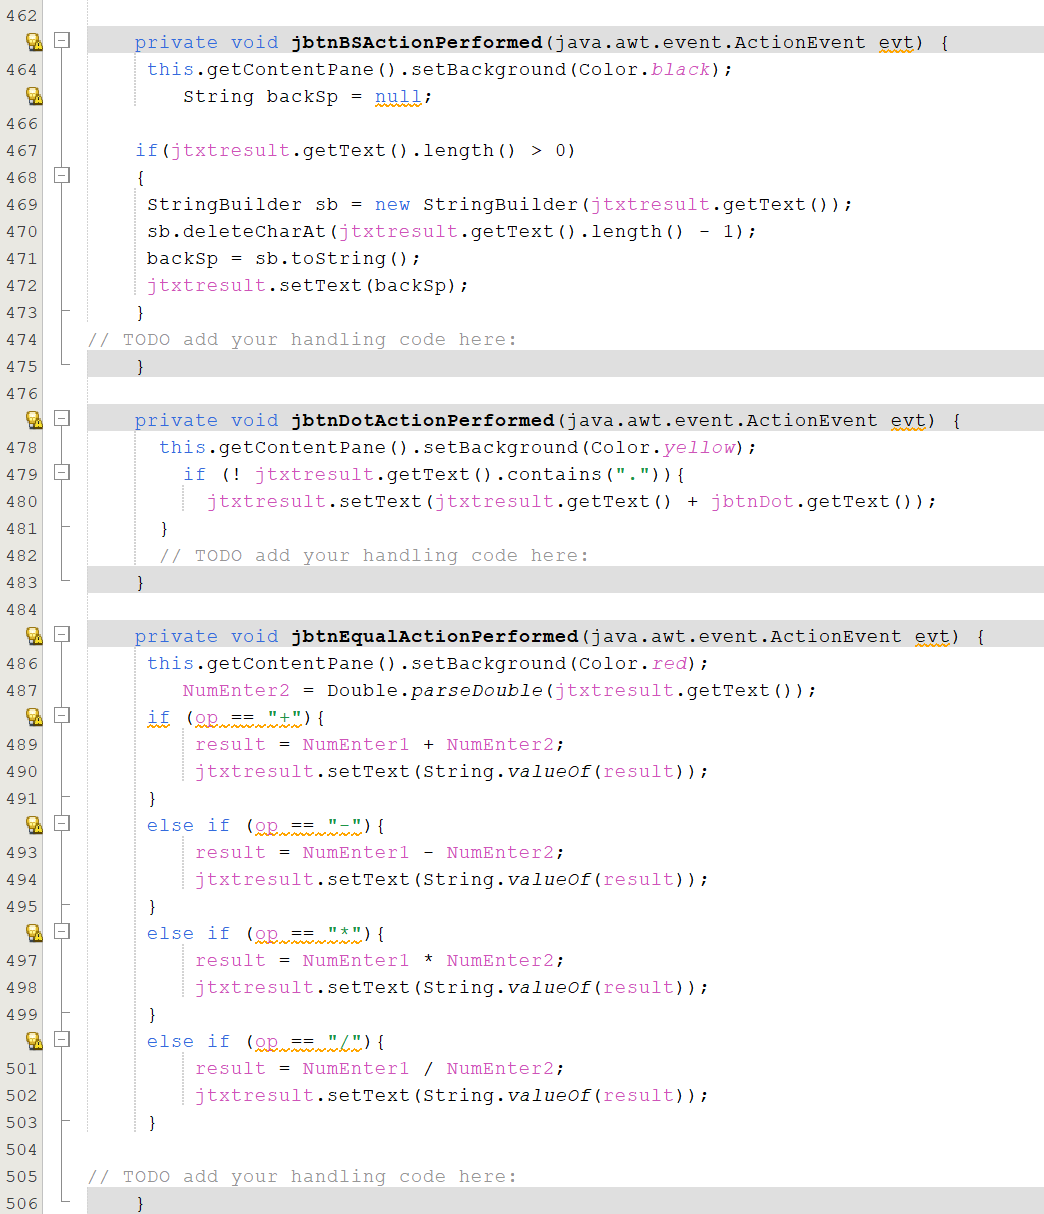 462
private void jbtnBSActionPerformed(java.awt.event.ActionEvent evt) {
464 this.getContentPane().setBackground(Color.black);
String backSp = null;
466
467 if(jtxtresult.getText().length() > 0)
468 {
469 StringBuilder sb = new StringBuilder(jtxtresult.getText());
470 sb.deleteCharAt(jtxtresult.getText().length() - 1);
471 backSp = sb.toString();
472 jtxtresult.setText(backSp);
473 }
474 // TODO add your handling code here:
475 }
476
private void jbtnDotActionPerformed(java.awt.event.ActionEvent evt) {
478 this.getContentPane().setBackground(Color.yellow);
479 if (! jtxtresult.getText().contains(".")){
480 jtxtresult.setText(jtxtresult.getText() + jbtnDot.getText());
481 }
482 // TODO add your handling code here:
483 }
484
private void jbtnEqualActionPerformed(java.awt.event.ActionEvent evt) {
486 this.getContentPane().setBackground(Color.red);
487 NumEnter2 = Double.parseDouble(jtxtresult.getText());
if (op == "+"){
489 result = NumEnter1 + NumEnter2;
490 jtxtresult.setText(String.valueOf(result));
491 }
else if (op == "-"){
493 result = NumEnter1 - NumEnter2;
494 jtxtresult.setText(String.valueOf(result));
495 }
else if (op == "*"){
497 result = NumEnter1 * NumEnter2;
498 jtxtresult.setText(String.valueOf(result));
499 }
else if (op == "/"){
501 result = NumEnter1 / NumEnter2;
502 jtxtresult.setText(String.valueOf(result));
503 }
504
505 // TODO add your handling code here:
506 }